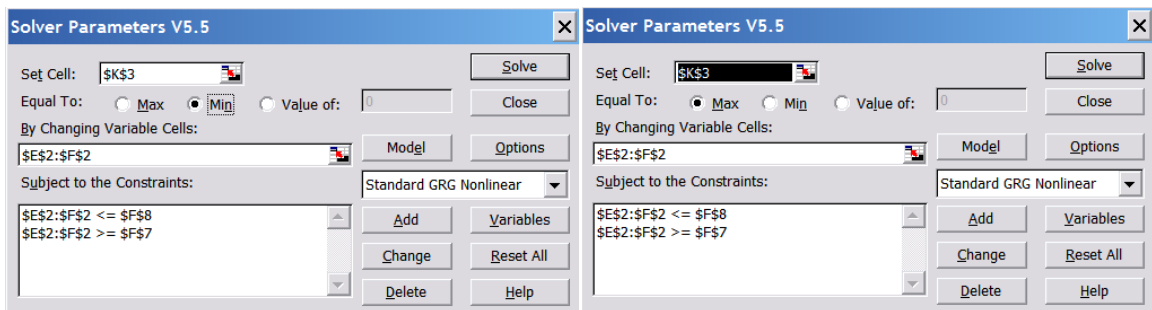 Solver Parameters V5.5
Set Cell: $K$3 Solve
Equal To: Max Min Value of: 0 Close
By Changing Variable Cells:
$E$2:$F$2 Model Options
Subject to the Constraints: Standard GRG Nonlinear
$E$2:$F$2 <= $F$8 Add Variables
$E$2:$F$2 >= $F$7
Change Reset All
Delete Help
Solver Parameters V5.5
Set Cell: $K$3 Solve
Equal To: Max Min Value of: 0 Close
By Changing Variable Cells:
$E$2:$F$2 Model Options
Subject to the Constraints: Standard GRG Nonlinear
$E$2:$F$2 <= $F$8 Add Variables
$E$2:$F$2 >= $F$7
Change Reset All
Delete Help